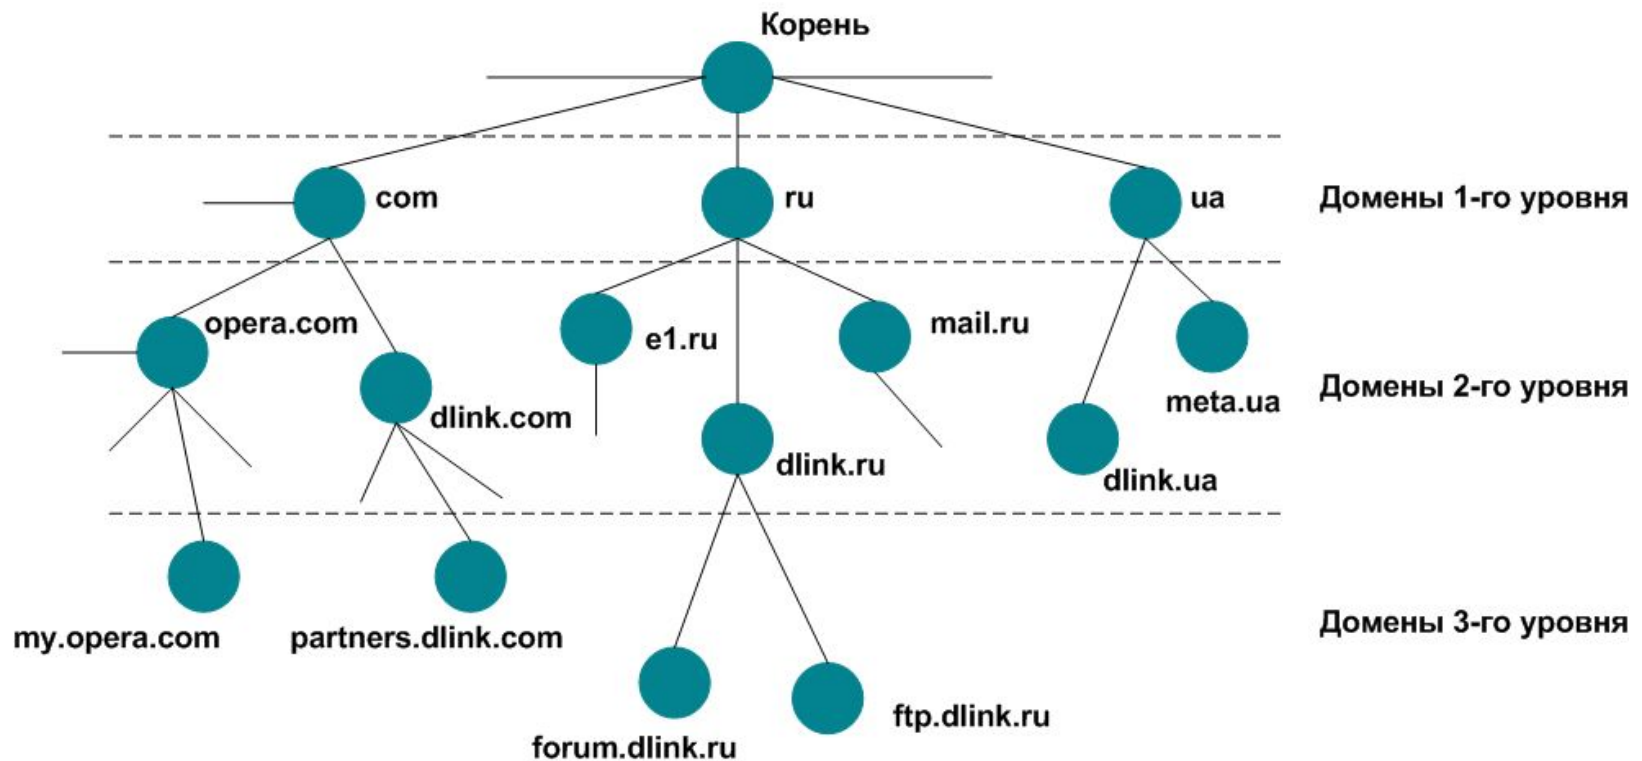 Корень
com
ru
ua
Домены 1-го уровня
opera.com
e1.ru
mail.ru
dlink.com
meta.ua
Домены 2-го уровня
dlink.ru
dlink.ua
my.opera.com
partners.dlink.com
Домены 3-го уровня
forum.dlink.ru
ftp.dlink.ru